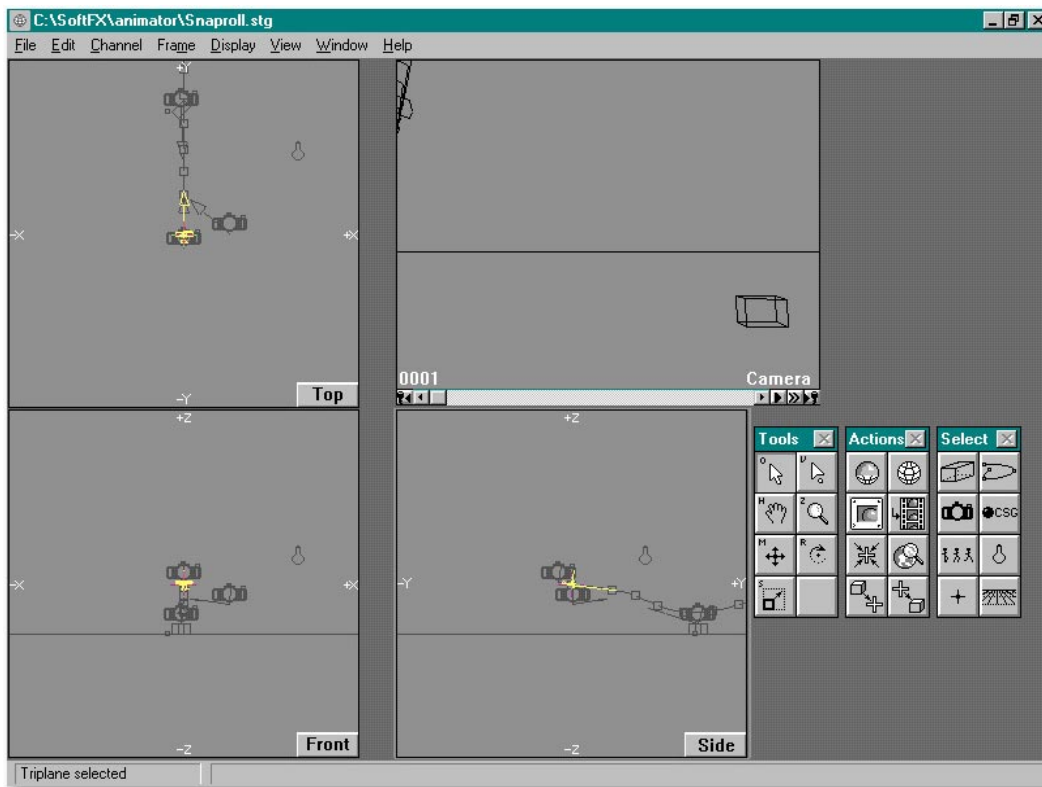 C:\SoftFX\animator\Snaproll.stg
File Edit Channel Frame Display View Window Help
+Y
-X
+X
-Y
Top
0001
Camera
+Z
-X
+X
-Z
Front
+Z
-Y
+Y
-Z
Side
Tools
O V
H Z
M R
S
Actions
Select
CSG
Triplane selected